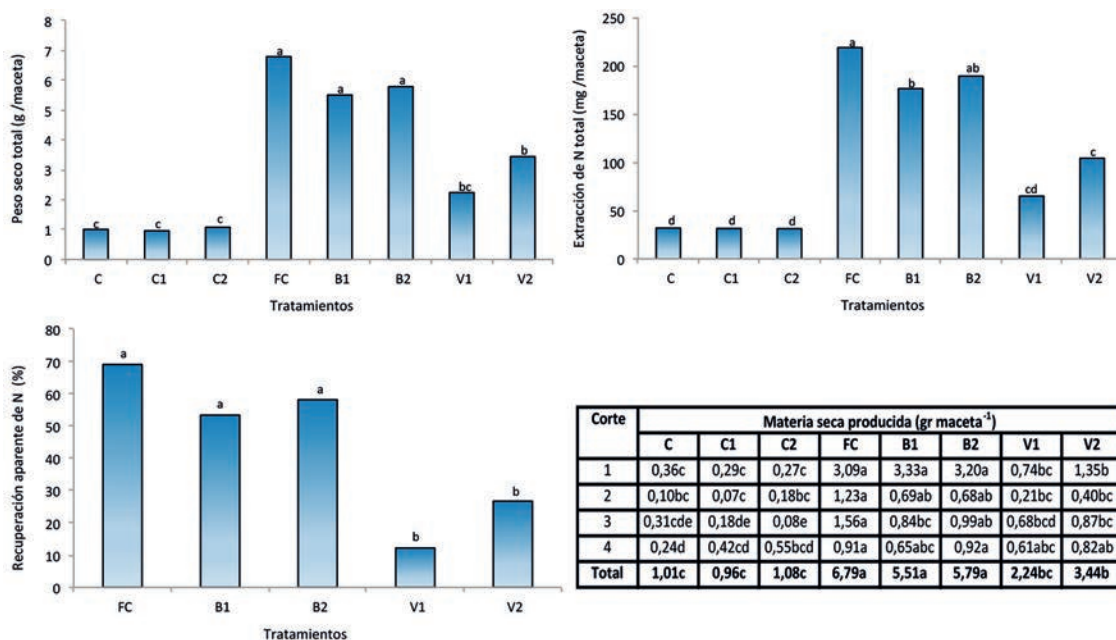 Peso seco total (g /maceta)
8
7
6
5
4
3
2
1
0
c
c
c
a
a
a
bc
b
C C1 C2 FC B1 B2 V1 V2
Tratamientos
Extracción de N total (mg /maceta)
250
200
150
100
50
0
d
d
d
a
b
ab
cd
c
C C1 C2 FC B1 B2 V1 V2
Tratamientos
Recuperación aparente de N (%)
80
70
60
50
40
30
20
10
0
a
a
a
b
b
FC B1 B2 V1 V2
Tratamientos
Corte Materia seca producida (gr maceta-1)
C C1 C2 FC B1 B2 V1 V2
1 0,36c 0,29c 0,27c 3,09a 3,33a 3,20a 0,74bc 1,35b
2 0,10bc 0,07c 0,18bc 1,23a 0,69ab 0,68ab 0,21bc 0,40bc
3 0,31cde 0,18de 0,08e 1,56a 0,84bc 0,99ab 0,68bcd 0,87bc
4 0,24d 0,42cd 0,55bcd 0,91a 0,65abc 0,92a 0,61abc 0,82ab
Total 1,01c 0,96c 1,08c 6,79a 5,51a 5,79a 2,24bc 3,44b